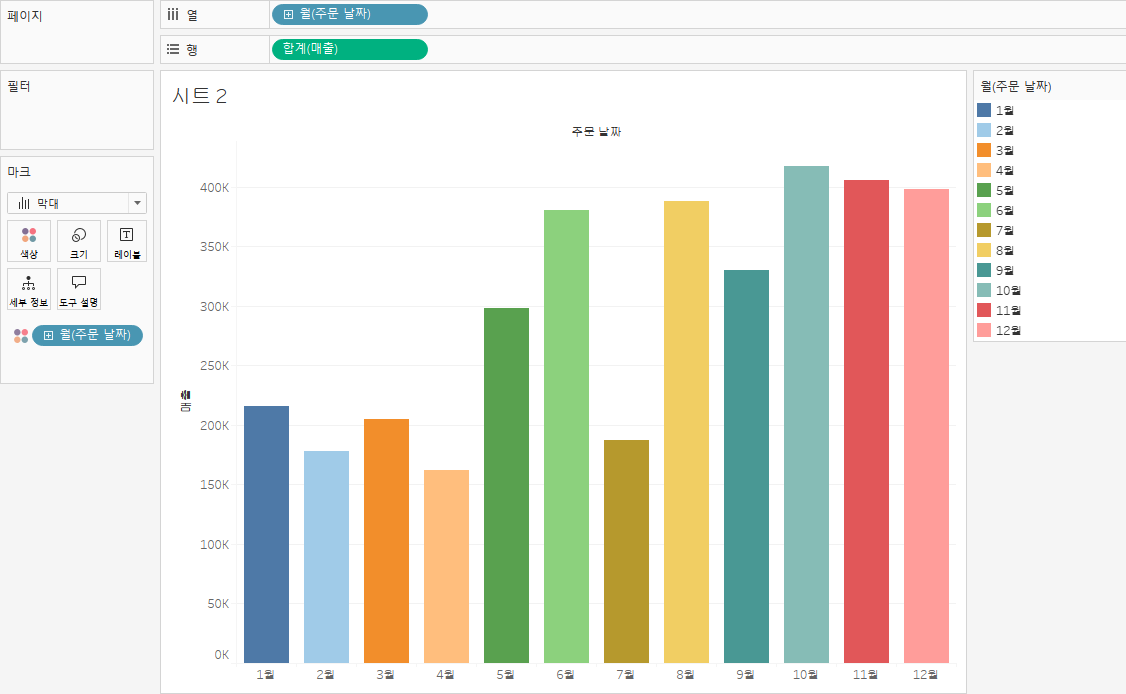 페이지
열
월(주문 날짜)
행
합계(매출)
필터
마크
막대
색상
크기
레이블
세부 정보
도구 설명
월(주문 날짜)
시트 2
주문 날짜
매출
400K
350K
300K
250K
200K
150K
100K
50K
0K
1월
2월
3월
4월
5월
6월
7월
8월
9월
10월
11월
12월
월(주문 날짜)
1월
2월
3월
4월
5월
6월
7월
8월
9월
10월
11월
12월